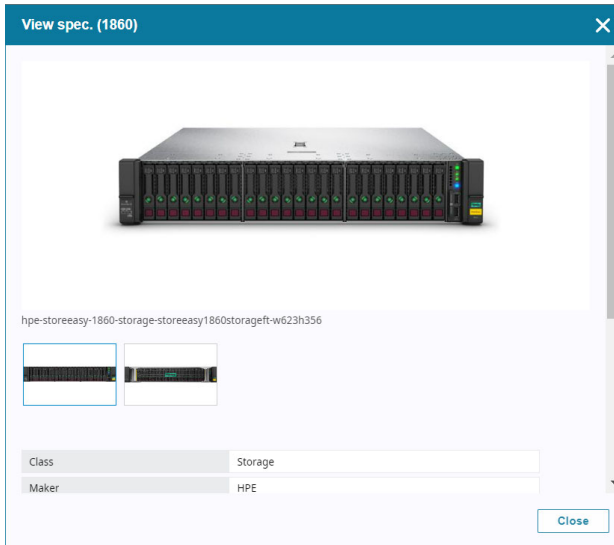 View spec. (1860)
hpe-storeeasy-1860-storage-storeeasy1860storageft-w623h356
Class
Storage
Maker
HPE
Close